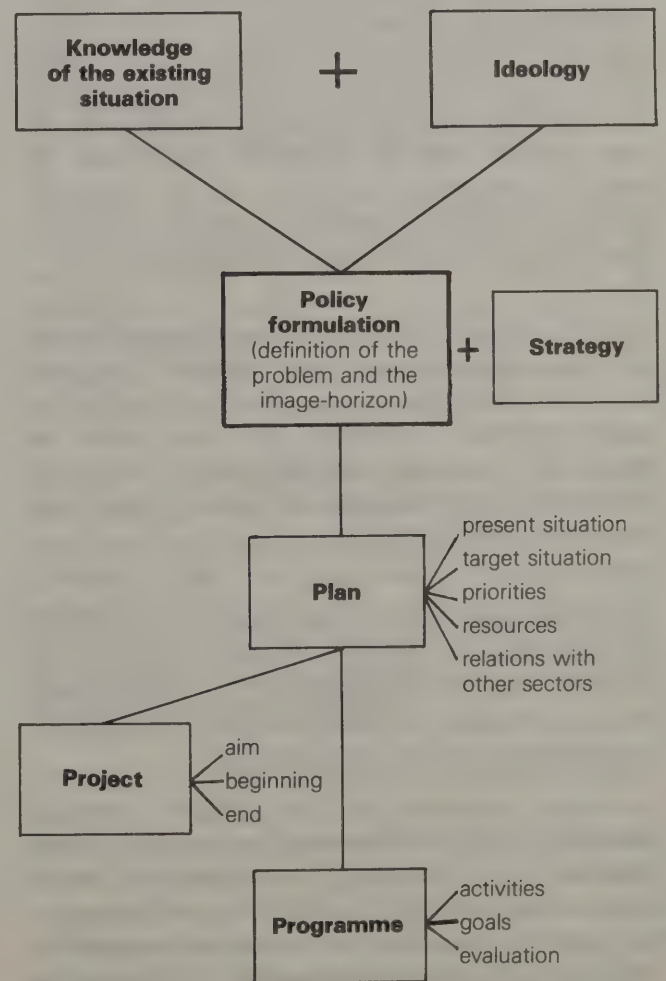 Knowledge
of the existing
situation
+
Ideology
Policy
formulation
(definition of the
problem and the
image-horizon)
+
Strategy
Plan
present situation
target situation
priorities
resources
relations with
other sectors
Project
aim
beginning
end
Programme
activities
goals
evaluation